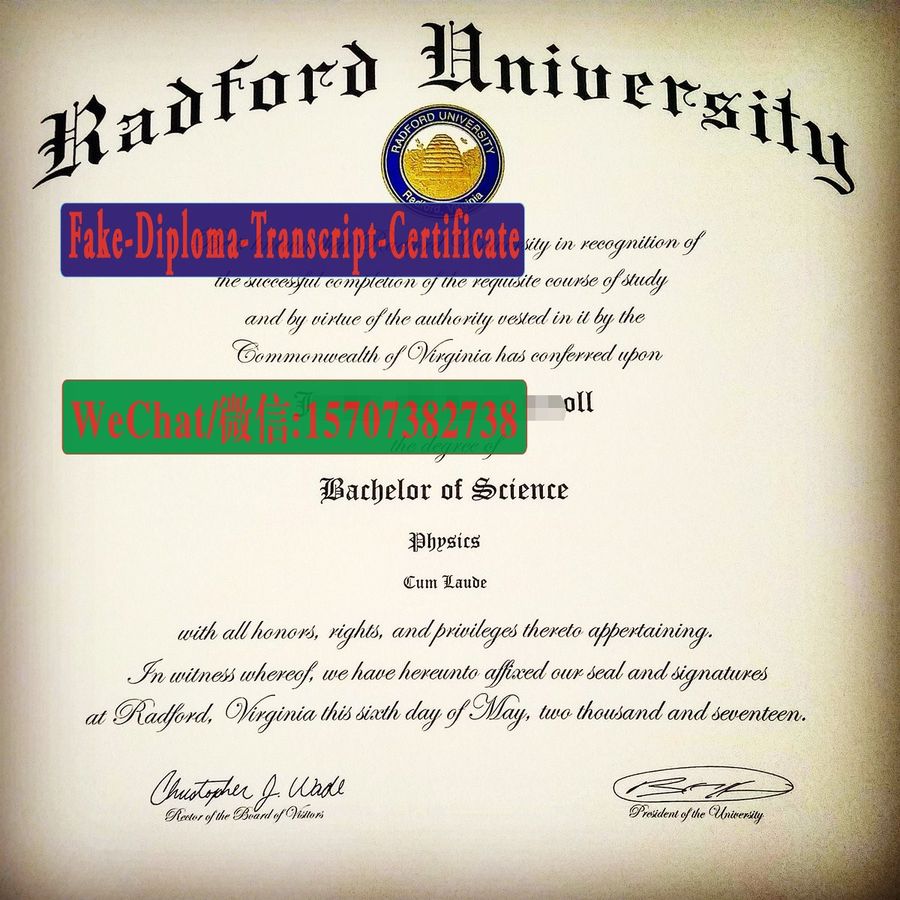 Radford University
RADFORD UNIVERSITY
Fake-Diploma-Transcript-Certificate
in recognition of
the successful completion of the requisite course of study
and by virtue of the authority vested in it by the
Commonwealth of Virginia has conferred upon
WeChat/微信:15707382738
oll
the degree of
Bachelor of Science
Physics
Cum Laude
with all honors, rights, and privileges thereto appertaining.
In witness whereof, we have hereunto affixed our seal and signatures
at Radford, Virginia this sixth day of May, two thousand and seventeen.
Christopher J. Wade
Rector of the Board of Visitors
President of the University